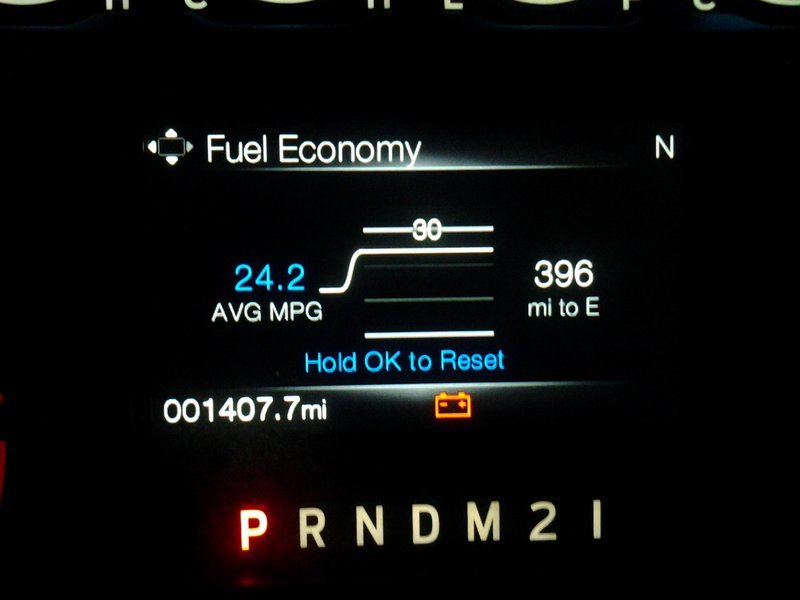 Fuel Economy N
30
24.2
AVG MPG
396
mi to E
Hold OK to Reset
001407.7mi
P R N D M 2 1